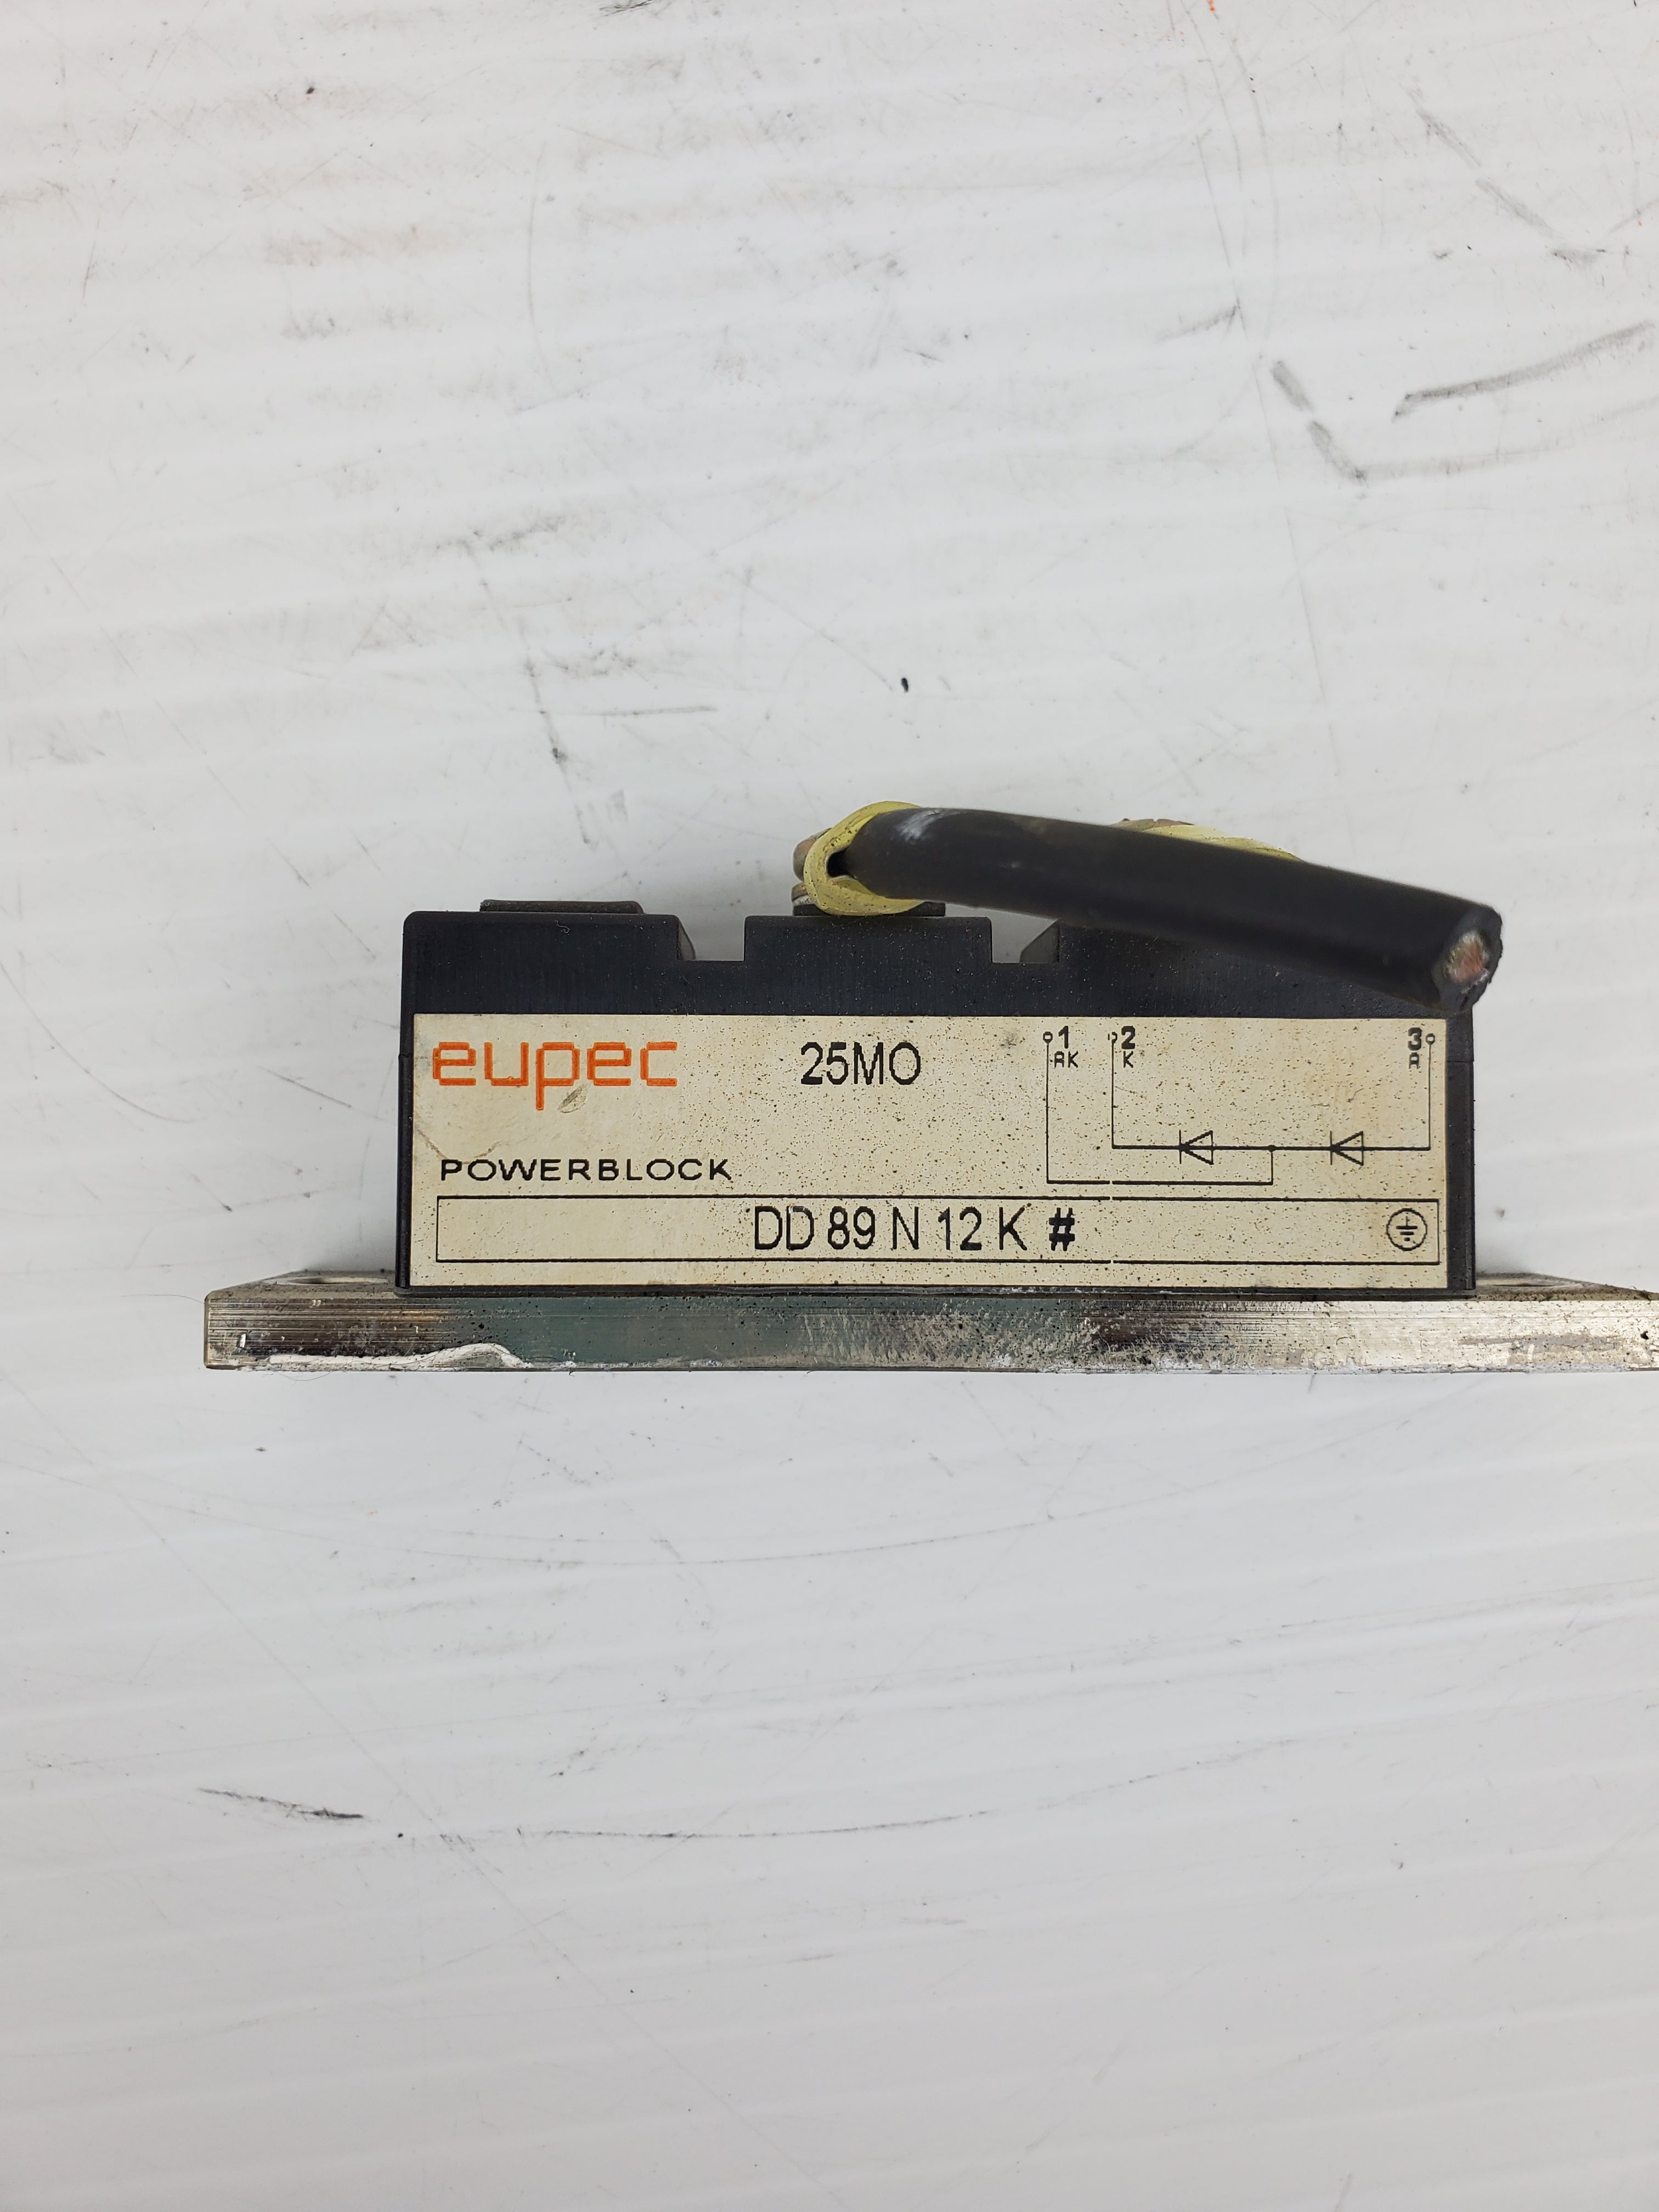 eupec 25MO
1 2 3
AK K A
POWERBLOCK
DD 89 N 12 K #